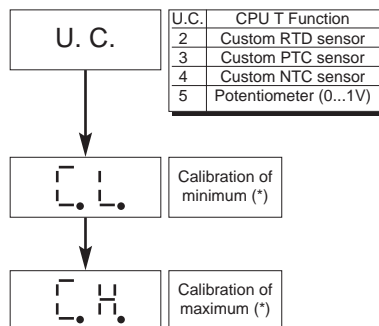 U. C.
U.C. CPU T Function
2 Custom RTD sensor
3 Custom PTC sensor
4 Custom NTC sensor
5 Potentiometer (0...1V)
C. L.
Calibration of
minimum (*)
C. H.
Calibration of
maximum (*)